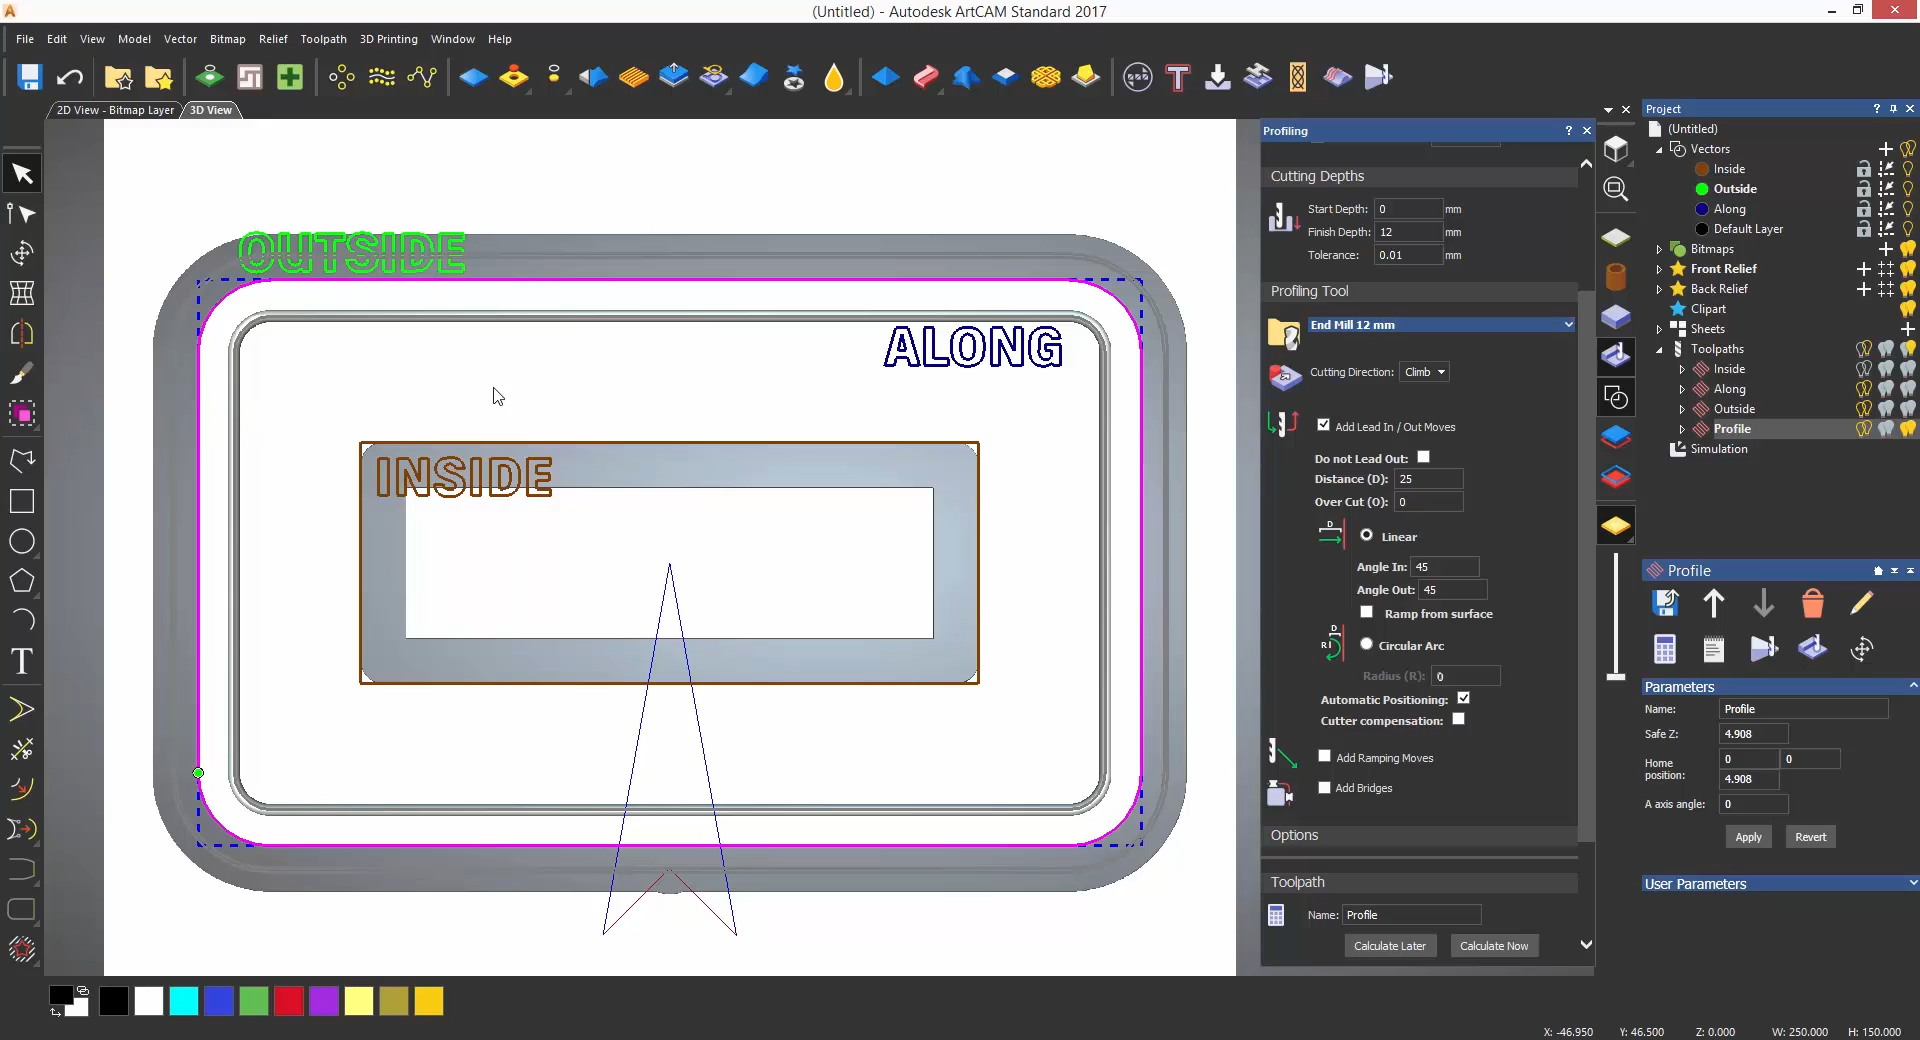 (Untitled) - Autodesk ArtCAM Standard 2017
File Edit View Model Vector Bitmap Relief Toolpath 3D Printing Window Help
2D View - Bitmap Layer
3D View
OUTSIDE
ALONG
INSIDE
Profiling
Cutting Depths
Start Depth: 0 mm
Finish Depth: 12 mm
Tolerance: 0.01 mm
Profiling Tool
End Mill 12 mm
Cutting Direction: Climb
Add Lead In / Out Moves
Do not Lead Out:
Distance (D): 25
Over Cut (O): 0
D
Linear
Angle In: 45
Angle Out: 45
Ramp from surface
D
R
Circular Arc
Radius (R): 0
Automatic Positioning:
Cutter compensation:
Add Ramping Moves
Add Bridges
Options
Toolpath
Name: Profile
Calculate Later
Calculate Now
Project
(Untitled)
Vectors
Inside
Outside
Along
Default Layer
Bitmaps
Front Relief
Back Relief
Clipart
Sheets
Toolpaths
Inside
Along
Outside
Profile
Simulation
Profile
Parameters
Name: Profile
Safe Z: 4.908
Home position: 0 0
4.908
A axis angle: 0
Apply
Revert
User Parameters
X: -46.950 Y: 46.500 Z: 0.000 W: 250.000 H: 150.000